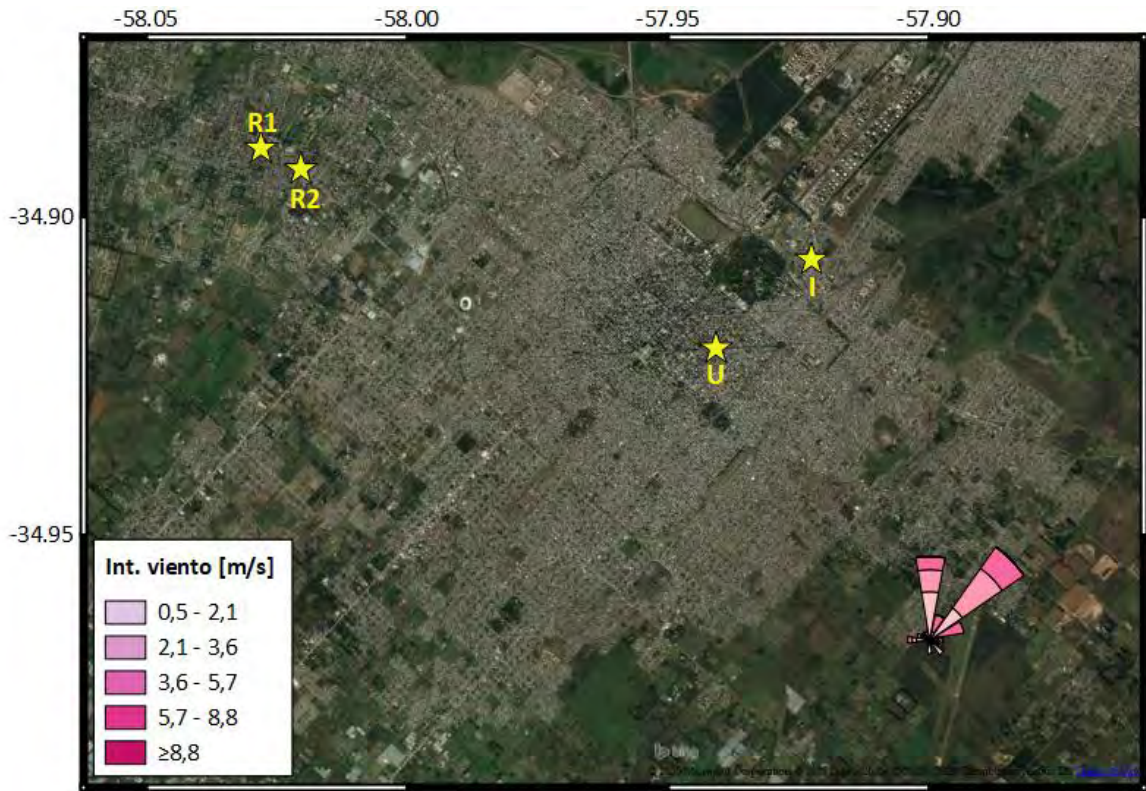 -58.05 -58.00 -57.95 -57.90
R1
R2
-34.90
I
U
-34.95
Int. viento [m/s]
0,5 - 2,1
2,1 - 3,6
3,6 - 5,7
5,7 - 8,8
≥8,8